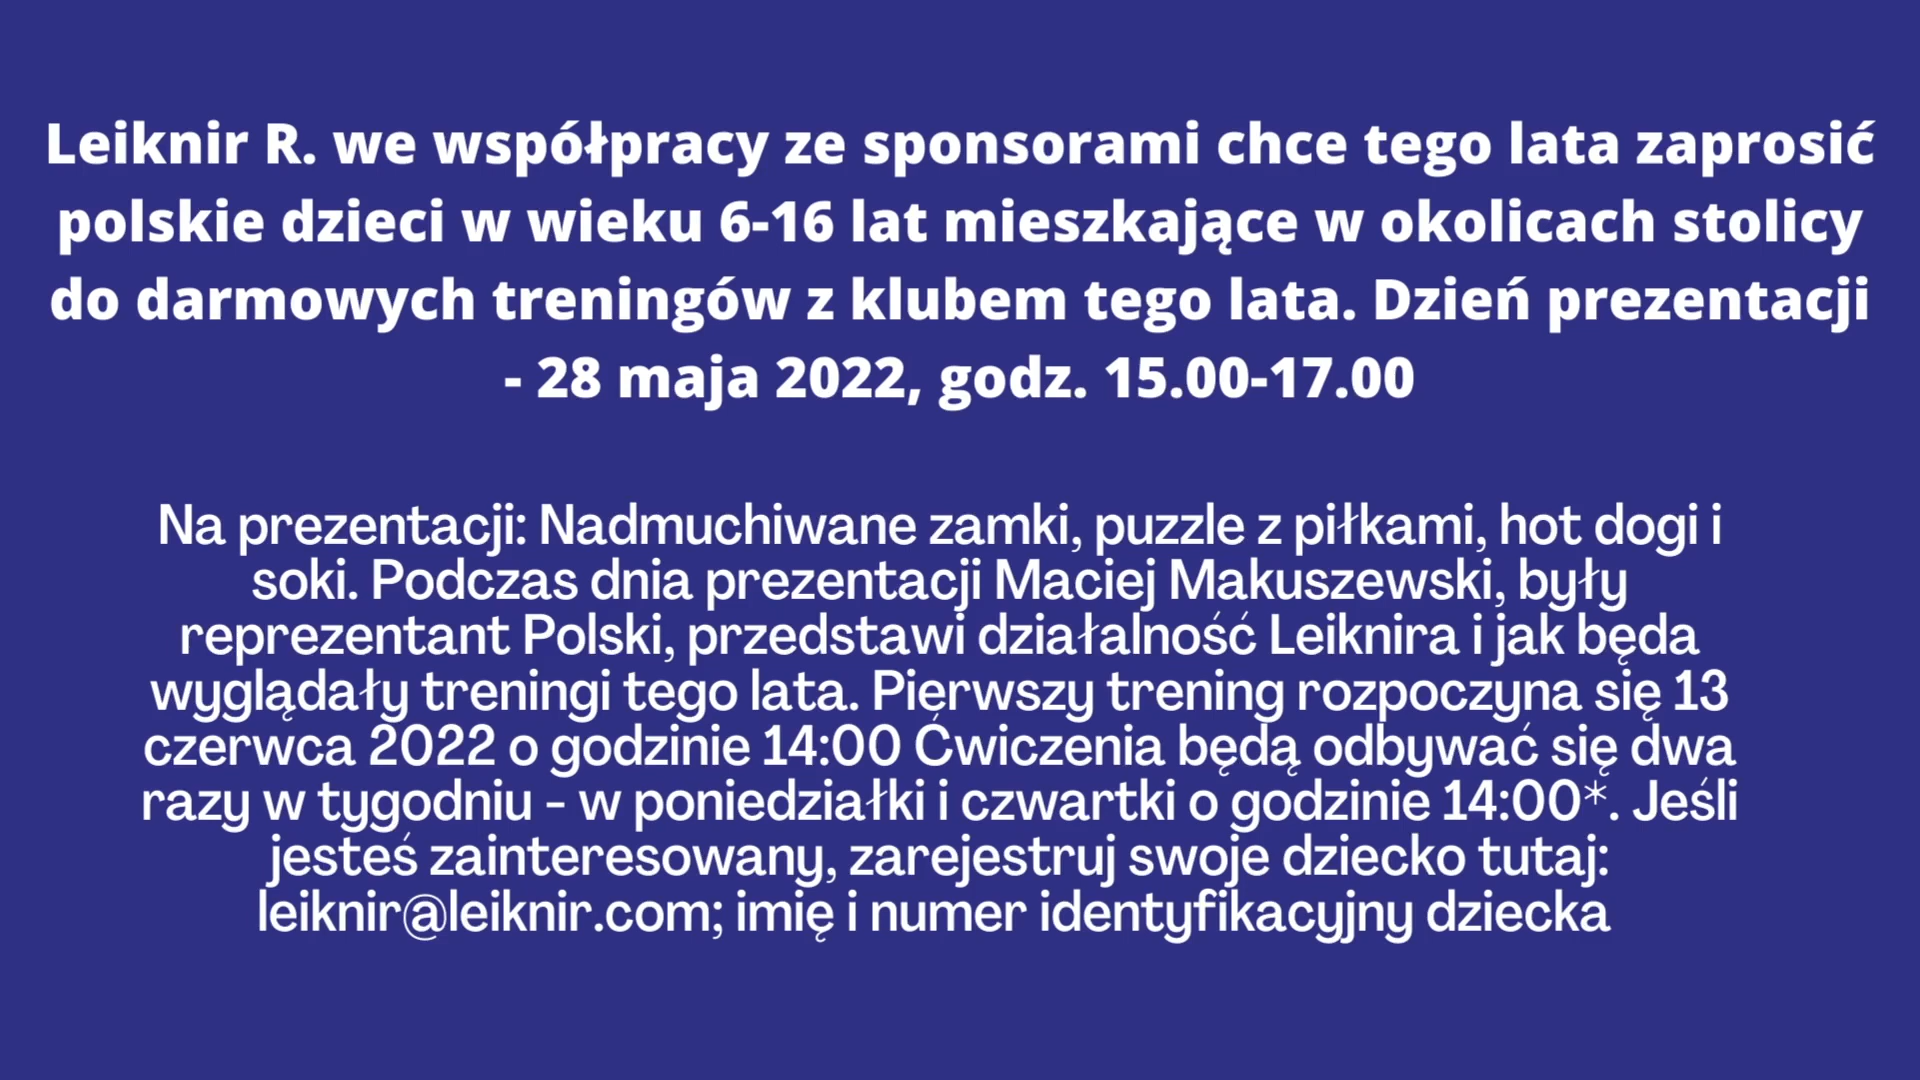 Leiknir R. we współpracy ze sponsorami chce tego lata zaprosić
polskie dzieci w wieku 6-16 lat mieszkające w okolicach stolicy
do darmowych treningów z klubem tego lata. Dzień prezentacji
- 28 maja 2022, godz. 15.00-17.00
Na prezentacji: Nadmuchiwane zamki, puzzle z piłkami, hot dogi i
soki. Podczas dnia prezentacji Maciej Makuszewski, były
reprezentant Polski, przedstawi działalność Leiknira i jak będa
wyglądały treningi tego lata. Pierwszy trening rozpoczyna się 13
czerwca 2022 o godzinie 14:00 Ćwiczenia będą odbywać się dwa
razy w tygodniu - w poniedziałki i czwartki o godzinie 14:00*. Jeśli
jesteś zainteresowany, zarejestruj swoje dziecko tutaj:
leiknir@leiknir.com; imię i numer identyfikacyjny dziecka